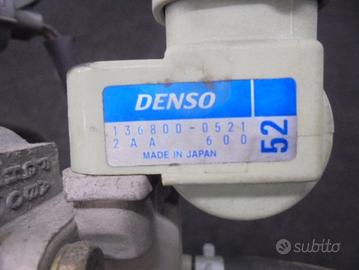 DENSO
136800-0521
2AA 600
MADE IN JAPAN
52
subito